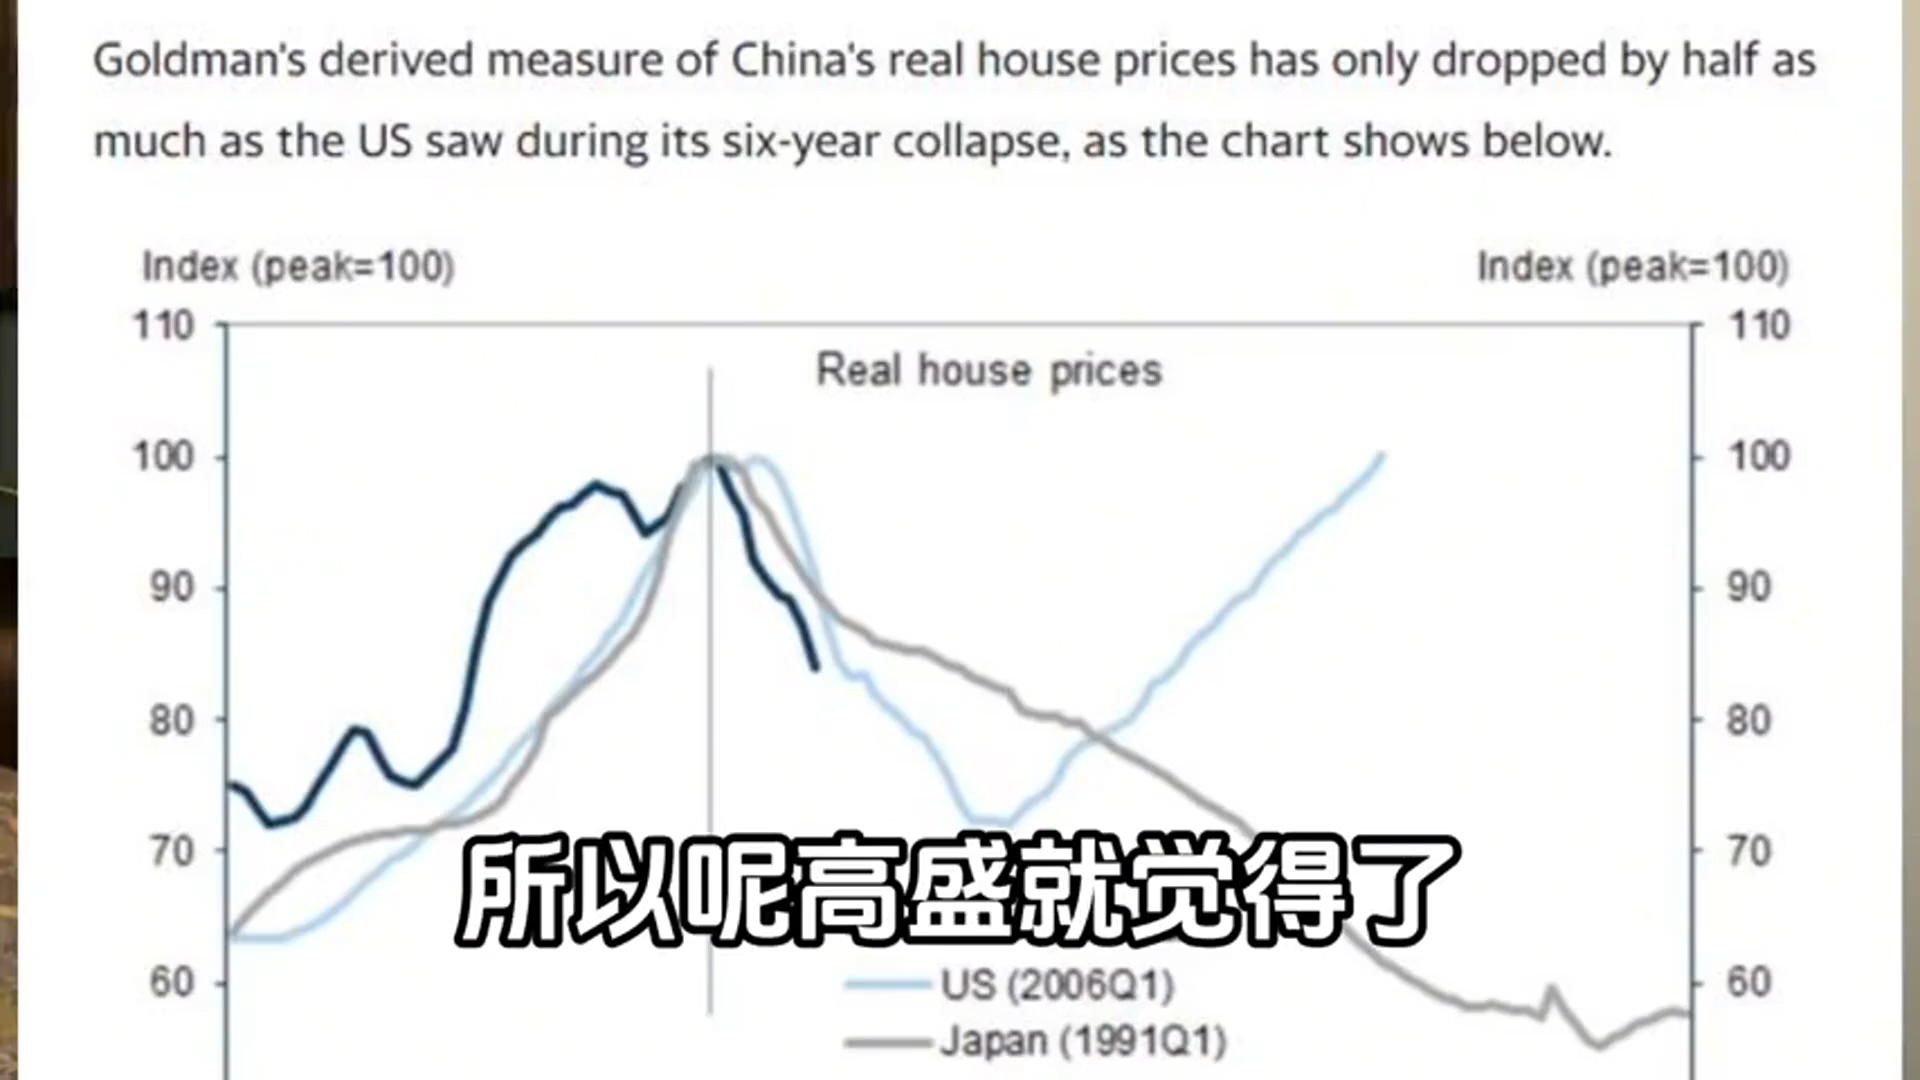 Goldman's derived measure of China's real house prices has only dropped by half as
much as the US saw during its six-year collapse, as the chart shows below.
Index (peak=100)
Index (peak=100)
110
110
Real house prices
100
100
90
90
80
80
70
70
所以呢高盛就觉得了
60
60
US (2006Q1)
Japan (1991Q1)